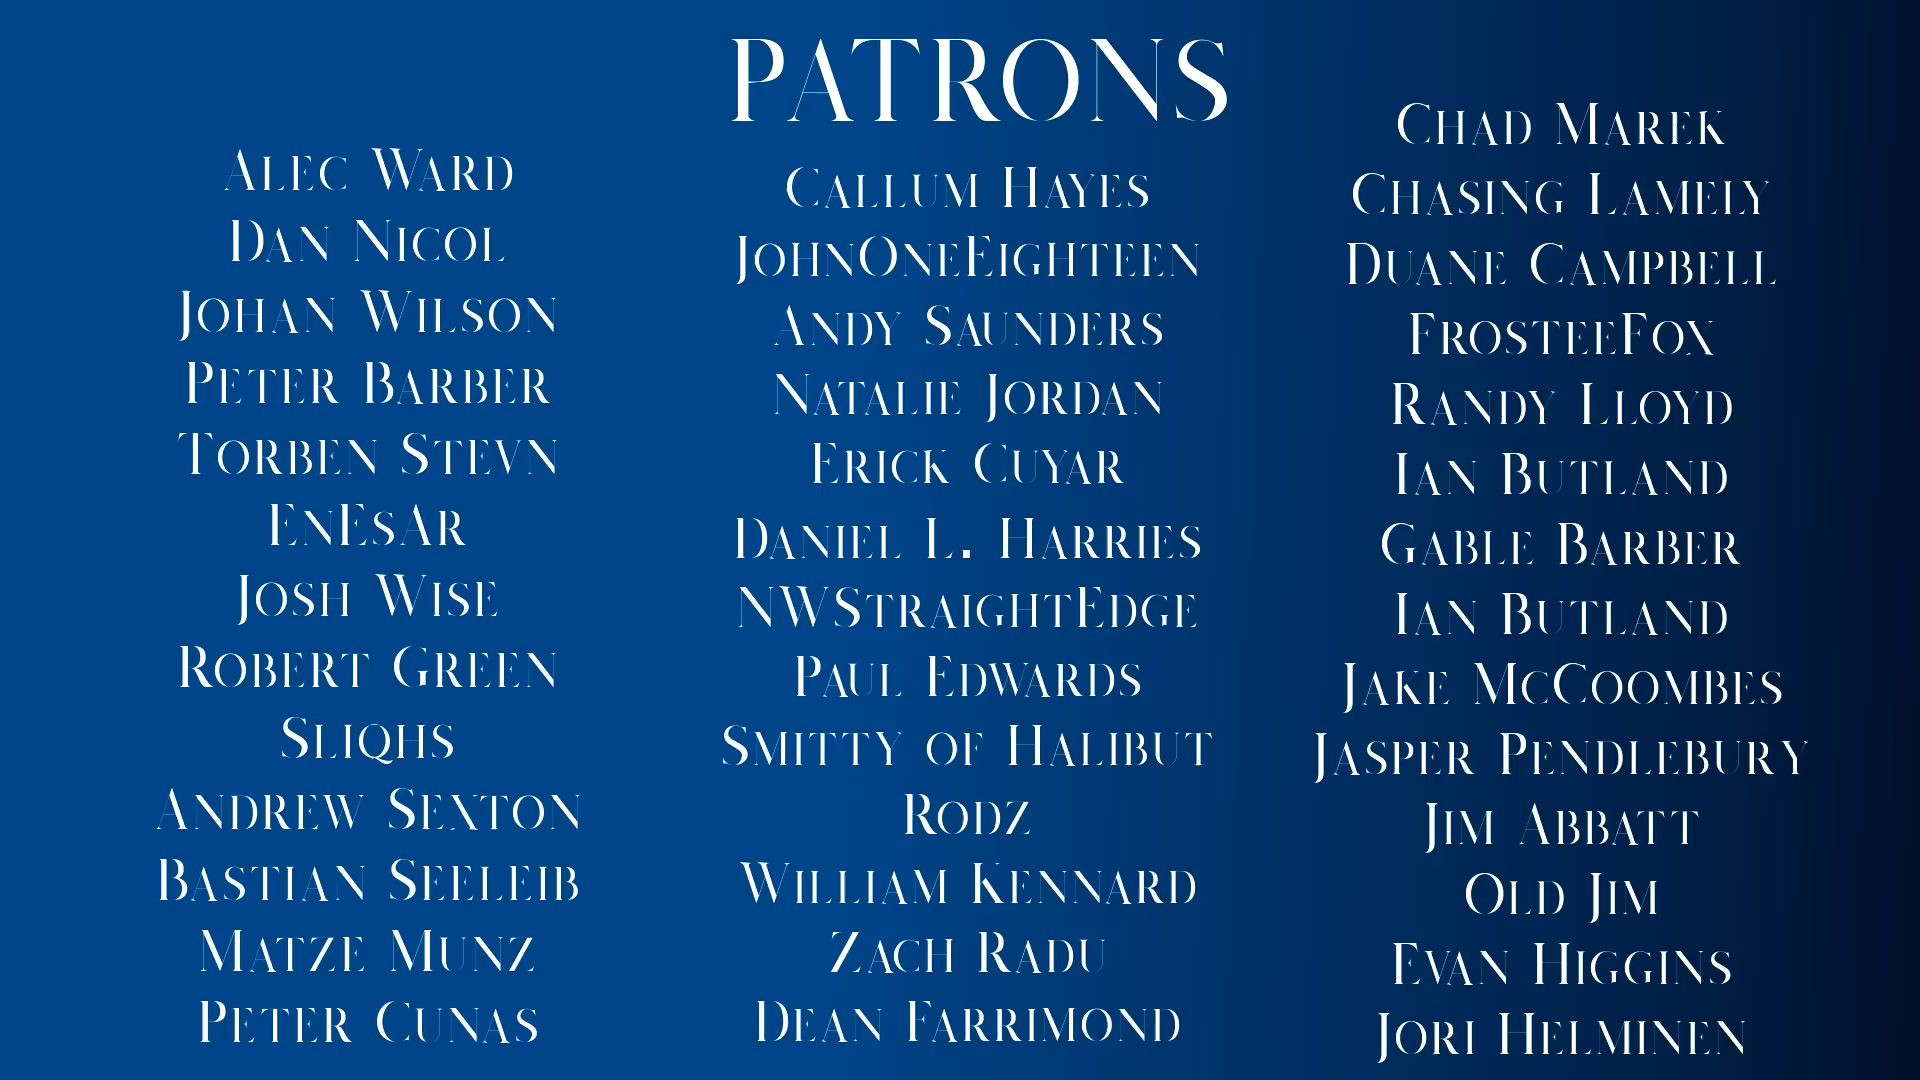 PATRONS
Alec Ward
Dan Nicol
Johan Wilson
Peter Barber
Torben Stevn
EnEsAr
Josh Wise
Robert Green
Sliqhs
Andrew Sexton
Bastian Seeleib
Matze Munz
Peter Cunas
Callum Hayes
JohnOneEighteen
Andy Saunders
Natalie Jordan
Erick Cuyar
Daniel L. Harries
NWStraightEdge
Paul Edwards
Smitty of Halibut
Rodz
William Kennard
Zach Radu
Dean Farrimond
Chad Marek
Chasing Lamely
Duane Campbell
FrosteeFox
Randy Lloyd
Ian Butland
Gable Barber
Ian Butland
Jake McCoombes
Jasper Pendlebury
Jim Abbatt
Old Jim
Evan Higgins
Jori Helminen